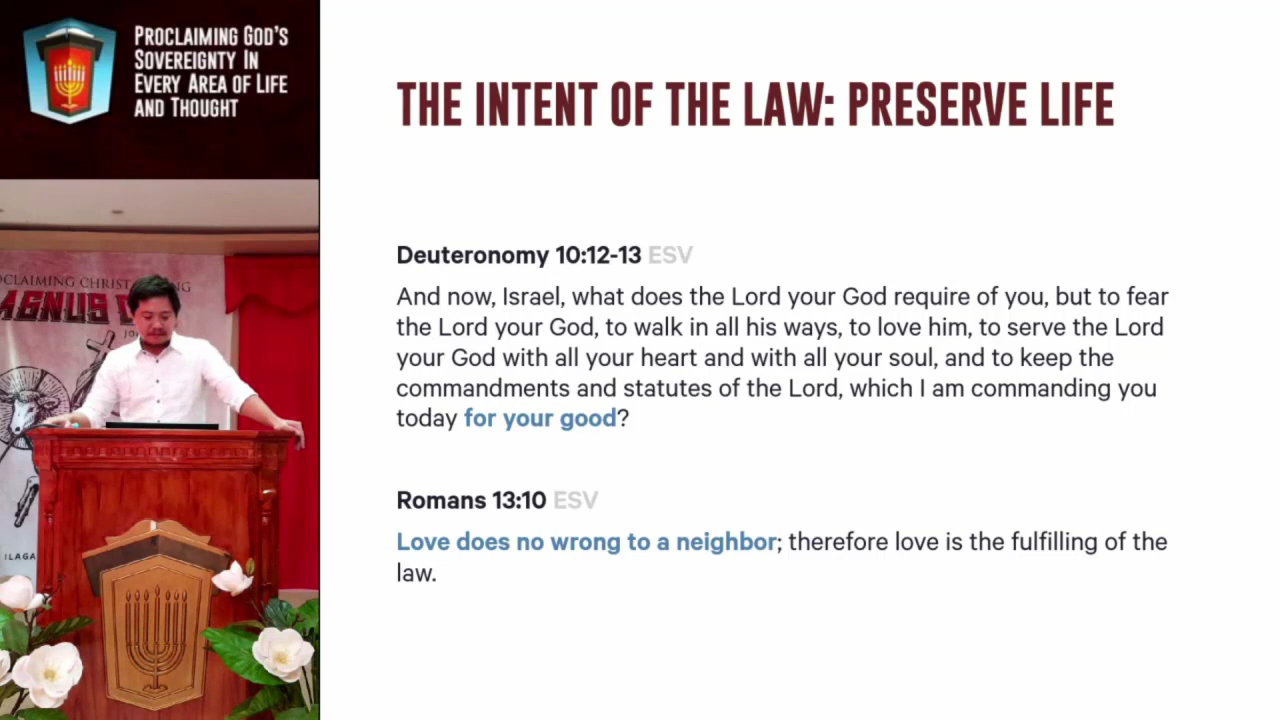 PROCLAIMING GOD'S
SOVEREIGNTY IN
EVERY AREA OF LIFE
AND THOUGHT
THE INTENT OF THE LAW: PRESERVE LIFE
Deuteronomy 10:12-13 ESV
And now, Israel, what does the Lord your God require of you, but to fear
the Lord your God, to walk in all his ways, to love him, to serve the Lord
your God with all your heart and with all your soul, and to keep the
commandments and statutes of the Lord, which I am commanding you
today for your good?
Romans 13:10 ESV
Love does no wrong to a neighbor; therefore love is the fulfilling of the
law.
CLAIMING CHRIST
AGNUS
ILAGA